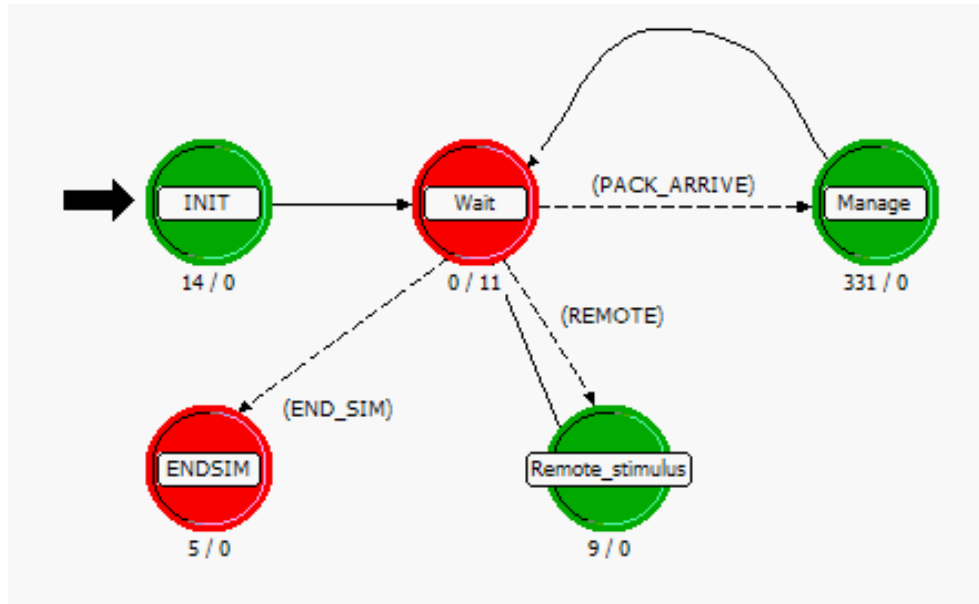 (PACK_ARRIVE)
INIT
Wait
Manage
14 / 0
0 / 11
331 / 0
(REMOTE)
(END_SIM)
ENDSIM
Remote_stimulus
5 / 0
9 / 0